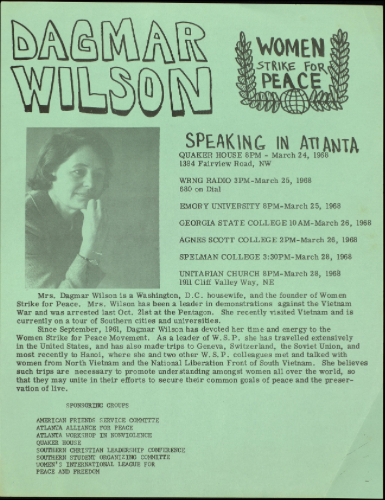 DAGMAR
WILSON
WOMEN
STRIKE FOR
PEACE
SPEAKING IN ATLANTA
QUAKER HOUSE 8PM - March 24, 1968
1384 Fairview Road, NW
WRNG RADIO 2PM-March 25, 1968
680 on Dial
EMORY UNIVERSITY 8PM-March 25, 1968
GEORGIA STATE COLLEGE 10AM-March 26, 1968
AGNES SCOTT COLLEGE 2PM-March 26, 1968
SPELMAN COLLEGE 3:30PM-March 28, 1968
UNITARIAN CHURCH 8PM-March 28, 1968
1911 Cliff Valley Way, NE
Mrs. Dagmar Wilson is a Washington, D.C. housewife, and the founder of Women
Strike for Peace. Mrs. Wilson has been a leader in demonstrations against the Vietnam
War and was arrested last Oct. 21st at the Pentagon. She recently visited Vietnam and is
currently on a tour of Southern cities and universities.
Since September, 1961, Dagmar Wilson has devoted her time and energy to the
Women Strike for Peace Movement. As a leader of W.S.P. she has travelled extensively
in the United States, and has also made trips to Geneva, Switzerland, the Soviet Union, and
most recently to Hanoi, where she and two other W.S.P. colleagues met and talked with
women from North Vietnam and the National Liberation Front of South Vietnam. She believes
such trips are necessary to promote understanding amongst women all over the world, so
that they may unite in their efforts to secure their common goals of peace and the preser-
vation of live.
SPONSORING GROUPS
AMERICAN FRIENDS SERVICE COMMITTE
ATLANTA ALLIANCE FOR PEACE
ATLANTA WORKSHOP IN NONVIOLENCE
QUAKER HOUSE
SOUTHERN CHRISTIAN LEADERSHIP CONFERENCE
SOUTHERN STUDENT ORGANIZING COMMITTE
WOMEN'S INTERNATIONAL LEAGUE FOR
PEACE AND FREEDOM